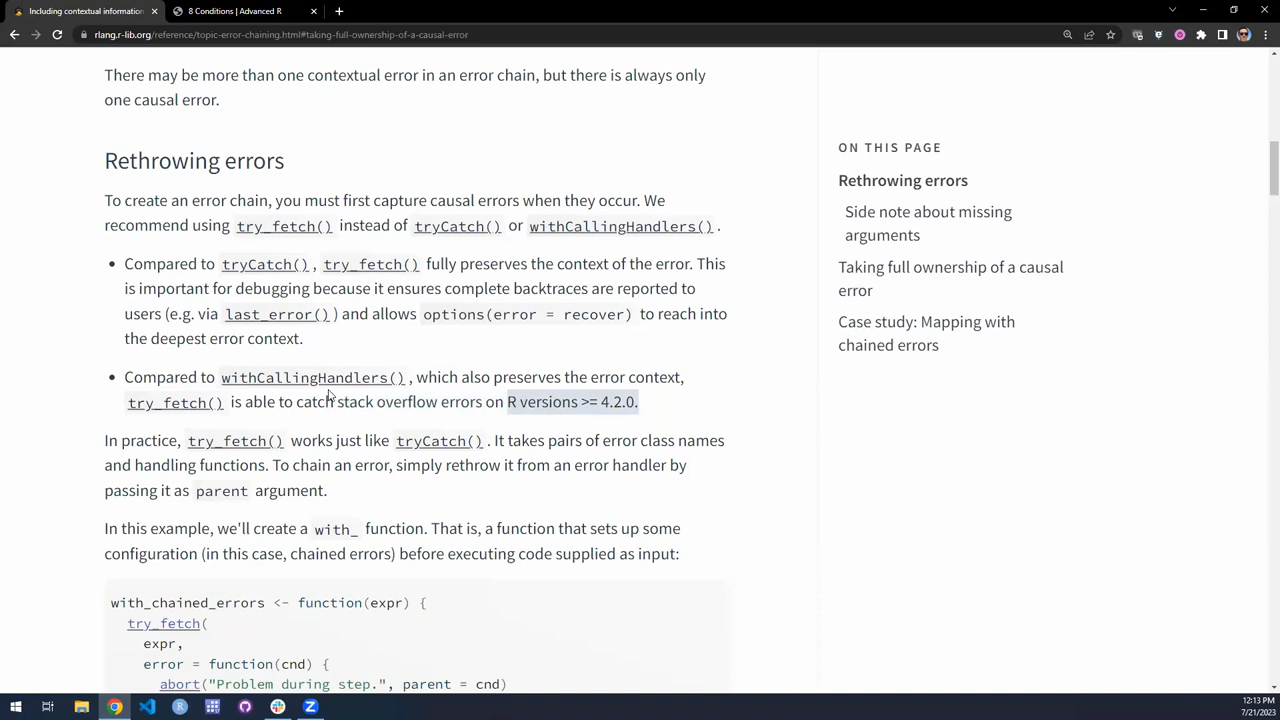 Including contextual information
8 Conditions | Advanced R
rlang.r-lib.org/reference/topic-error-chaining.html#taking-full-ownership-of-a-causal-error
There may be more than one contextual error in an error chain, but there is always only
one causal error.
Rethrowing errors
To create an error chain, you must first capture causal errors when they occur. We
recommend using try_fetch() instead of tryCatch() or withCallingHandlers() .
• Compared to tryCatch() , try_fetch() fully preserves the context of the error. This
is important for debugging because it ensures complete backtraces are reported to
users (e.g. via last_error() ) and allows options(error = recover) to reach into
the deepest error context.
• Compared to withCallingHandlers() , which also preserves the error context,
try_fetch() is able to catch stack overflow errors on R versions >= 4.2.0.
In practice, try_fetch() works just like tryCatch() . It takes pairs of error class names
and handling functions. To chain an error, simply rethrow it from an error handler by
passing it as parent argument.
In this example, we'll create a with_ function. That is, a function that sets up some
configuration (in this case, chained errors) before executing code supplied as input:
with_chained_errors <- function(expr) {
try_fetch(
expr,
error = function(cnd) {
abort("Problem during step.", parent = cnd)
ON THIS PAGE
Rethrowing errors
Side note about missing
arguments
Taking full ownership of a causal
error
Case study: Mapping with
chained errors
12:13 PM
7/21/2023